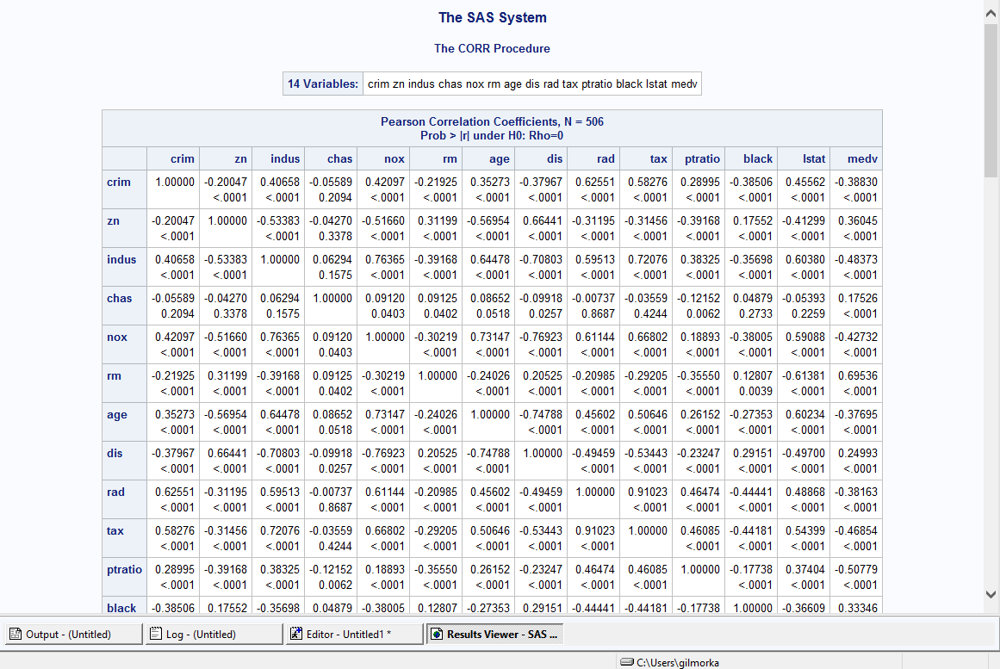 The SAS System
The CORR Procedure
14 Variables: crim zn indus chas nox rm age dis rad tax ptratio black lstat medv
Pearson Correlation Coefficients, N = 506
Prob > |r| under H0: Rho=0
crim zn indus chas nox rm age dis rad tax ptratio black lstat medv
crim 1.00000 -0.20047 0.40658 -0.05589 0.42097 -0.21925 0.35273 -0.37967 0.62551 0.58276 0.28995 -0.38506 0.45562 -0.38830
<.0001 <.0001 0.2094 <.0001 <.0001 <.0001 <.0001 <.0001 <.0001 <.0001 <.0001 <.0001 <.0001
zn -0.20047 1.00000 -0.53383 -0.04270 -0.51660 0.31199 -0.56954 0.66441 -0.31195 -0.31456 -0.39168 0.17552 -0.41299 0.36045
<.0001 <.0001 0.3378 <.0001 <.0001 <.0001 <.0001 <.0001 <.0001 <.0001 <.0001 <.0001 <.0001
indus 0.40658 -0.53383 1.00000 0.06294 0.76365 -0.39168 0.64478 -0.70803 0.59513 0.72076 0.38325 -0.35698 0.60380 -0.48373
<.0001 <.0001 0.1575 <.0001 <.0001 <.0001 <.0001 <.0001 <.0001 <.0001 <.0001 <.0001 <.0001
chas -0.05589 -0.04270 0.06294 1.00000 0.09120 0.09125 0.08652 -0.09918 -0.00737 -0.03559 -0.12152 0.04879 -0.05393 0.17526
0.2094 0.3378 0.1575 0.0403 0.0402 0.0518 0.0257 0.8687 0.4244 0.0062 0.2733 0.2259 <.0001
nox 0.42097 -0.51660 0.76365 0.09120 1.00000 -0.30219 0.73147 -0.76923 0.61144 0.66802 0.18893 -0.38005 0.59088 -0.42732
<.0001 <.0001 <.0001 0.0403 <.0001 <.0001 <.0001 <.0001 <.0001 <.0001 <.0001 <.0001 <.0001
rm -0.21925 0.31199 -0.39168 0.09125 -0.30219 1.00000 -0.24026 0.20525 -0.20985 -0.29205 -0.35550 0.12807 -0.61381 0.69536
<.0001 <.0001 <.0001 0.0402 <.0001 <.0001 <.0001 <.0001 <.0001 <.0001 0.0039 <.0001 <.0001
age 0.35273 -0.56954 0.64478 0.08652 0.73147 -0.24026 1.00000 -0.74788 0.45602 0.50646 0.26152 -0.27353 0.60234 -0.37695
<.0001 <.0001 <.0001 0.0518 <.0001 <.0001 <.0001 <.0001 <.0001 <.0001 <.0001 <.0001 <.0001
dis -0.37967 0.66441 -0.70803 -0.09918 -0.76923 0.20525 -0.74788 1.00000 -0.49459 -0.53443 -0.23247 0.29151 -0.49700 0.24993
<.0001 <.0001 <.0001 0.0257 <.0001 <.0001 <.0001 <.0001 <.0001 <.0001 <.0001 <.0001 <.0001
rad 0.62551 -0.31195 0.59513 -0.00737 0.61144 -0.20985 0.45602 -0.49459 1.00000 0.91023 0.46474 -0.44441 0.48868 -0.38163
<.0001 <.0001 <.0001 0.8687 <.0001 <.0001 <.0001 <.0001 <.0001 <.0001 <.0001 <.0001 <.0001
tax 0.58276 -0.31456 0.72076 -0.03559 0.66802 -0.29205 0.50646 -0.53443 0.91023 1.00000 0.46085 -0.44181 0.54399 -0.46854
<.0001 <.0001 <.0001 0.4244 <.0001 <.0001 <.0001 <.0001 <.0001 <.0001 <.0001 <.0001 <.0001
ptratio 0.28995 -0.39168 0.38325 -0.12152 0.18893 -0.35550 0.26152 -0.23247 0.46474 0.46085 1.00000 -0.17738 0.37404 -0.50779
<.0001 <.0001 <.0001 0.0062 <.0001 <.0001 <.0001 <.0001 <.0001 <.0001 <.0001 <.0001 <.0001
black -0.38506 0.17552 -0.35698 0.04879 -0.38005 0.12807 -0.27353 0.29151 -0.44441 -0.44181 -0.17738 1.00000 -0.36609 0.33346
Output - (Untitled) Log - (Untitled) Editor - Untitled1 * Results Viewer - SAS ...
C:\Users\gilmorka